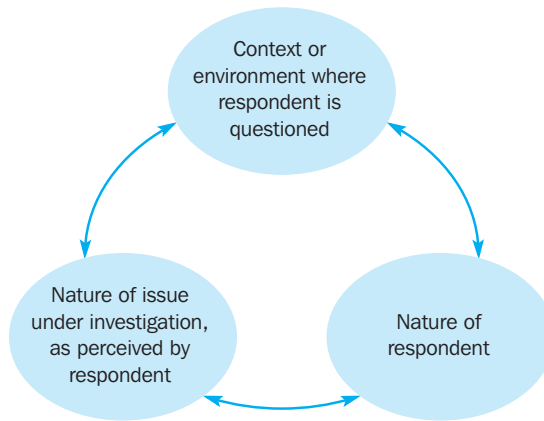 Context or
environment where
respondent is
questioned
Nature of issue
under investigation,
as perceived by
respondent
Nature of
respondent